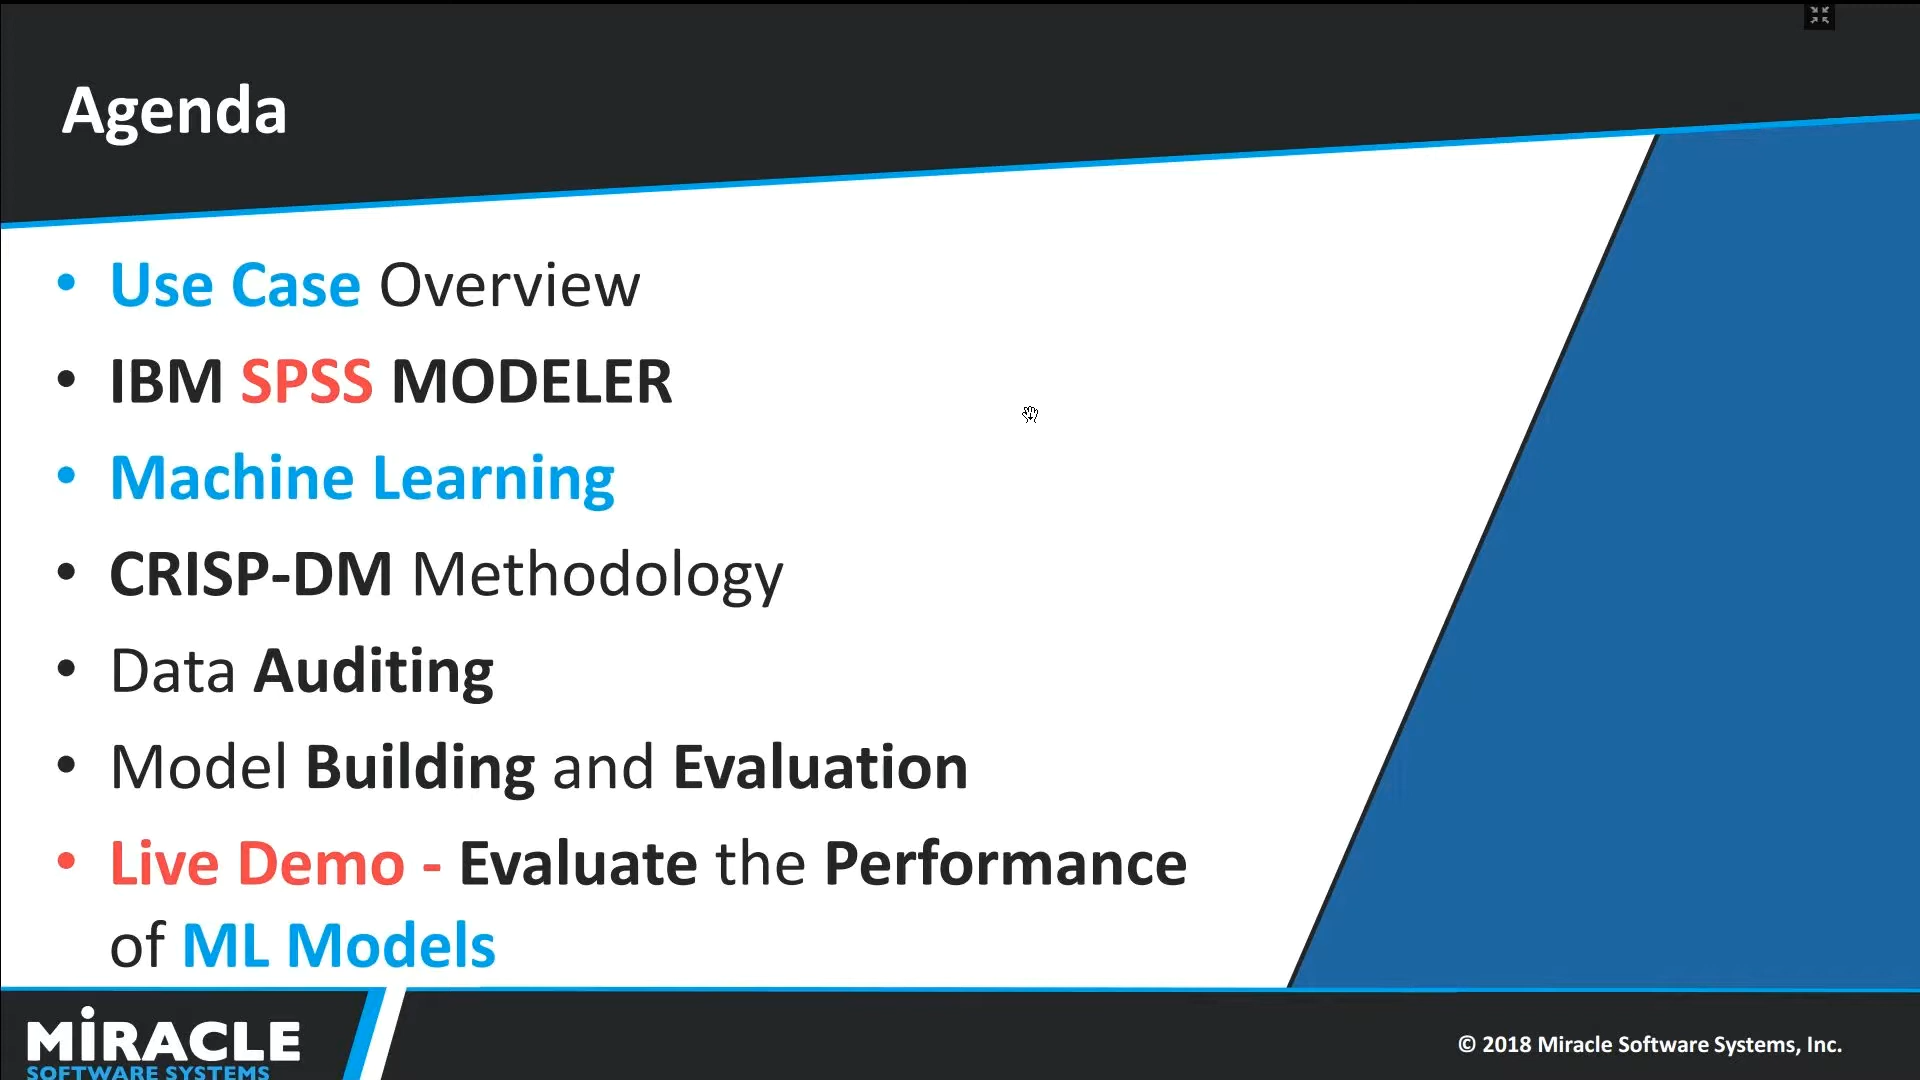 Agenda
• Use Case Overview
• IBM SPSS MODELER
• Machine Learning
• CRISP-DM Methodology
• Data Auditing
• Model Building and Evaluation
• Live Demo - Evaluate the Performance
of ML Models
MiRACLE
SOFTWARE SYSTEMS
© 2018 Miracle Software Systems, Inc.